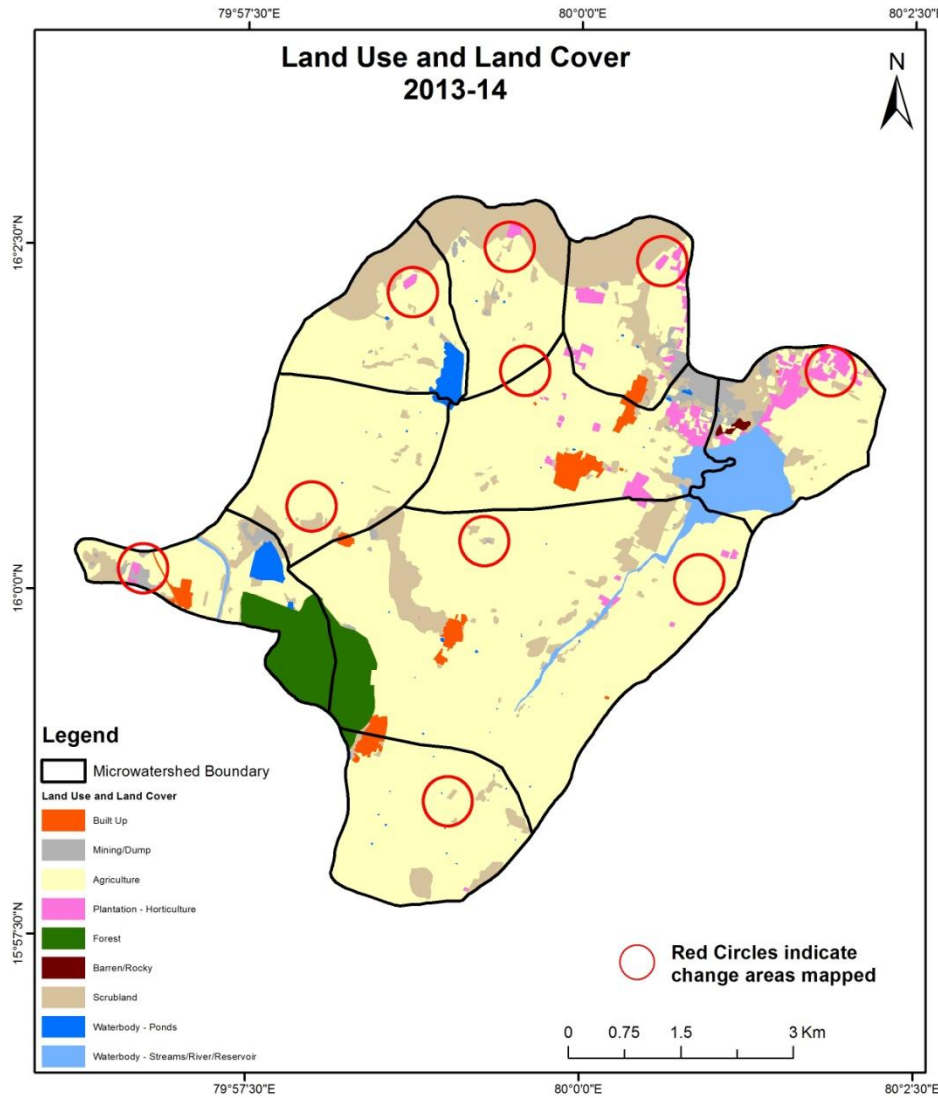 79°57'30"E
80°0'0"E
80°2'30"E
Land Use and Land Cover
2013-14
N
16°2'30"N
16°0'0"N
15°57'30"N
Legend
Microwatershed Boundary
Land Use and Land Cover
Built Up
Mining/Dump
Agriculture
Plantation - Horticulture
Forest
Barren/Rocky
Scrubland
Waterbody - Ponds
Waterbody - Streams/River/Reservoir
Red Circles indicate
change areas mapped
0 0.75 1.5 3 Km
79°57'30"E
80°0'0"E
80°2'30"E